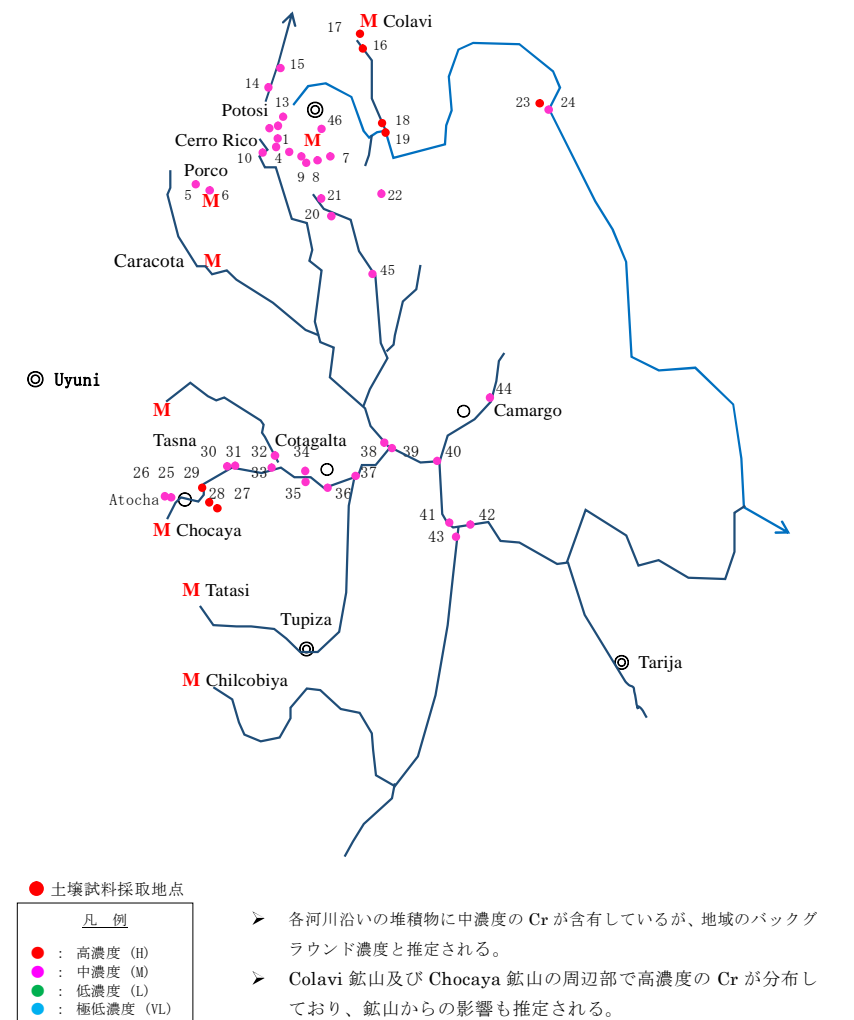 17 M Colavi
16
15
14
23 24
Potosi 13
18
46
Cerro Rico 1 M 19
10 4 7
9 8
Porco
5 6
M
21 22
20
Caracota M
45
Uyuni
44
M Camargo
Tasna Cotagalta
30 31 32 34 38 39 40
26 25 29 33 37
Atocha 28 27 35 36
M Chocaya 41 42
43
M Tatasi
Tupiza
Tarija
M Chilcobiya
● 土壌試料採取地点
凡 例
● : 高濃度 (H)
● : 中濃度 (M)
● : 低濃度 (L)
● : 極低濃度 (VL)
➢ 各河川沿いの堆積物に中濃度の Cr が含有しているが、地域のバックグ
ラウンド濃度と推定される。
➢ Colavi 鉱山及び Chocaya 鉱山の周辺部で高濃度の Cr が分布し
ており、鉱山からの影響も推定される。